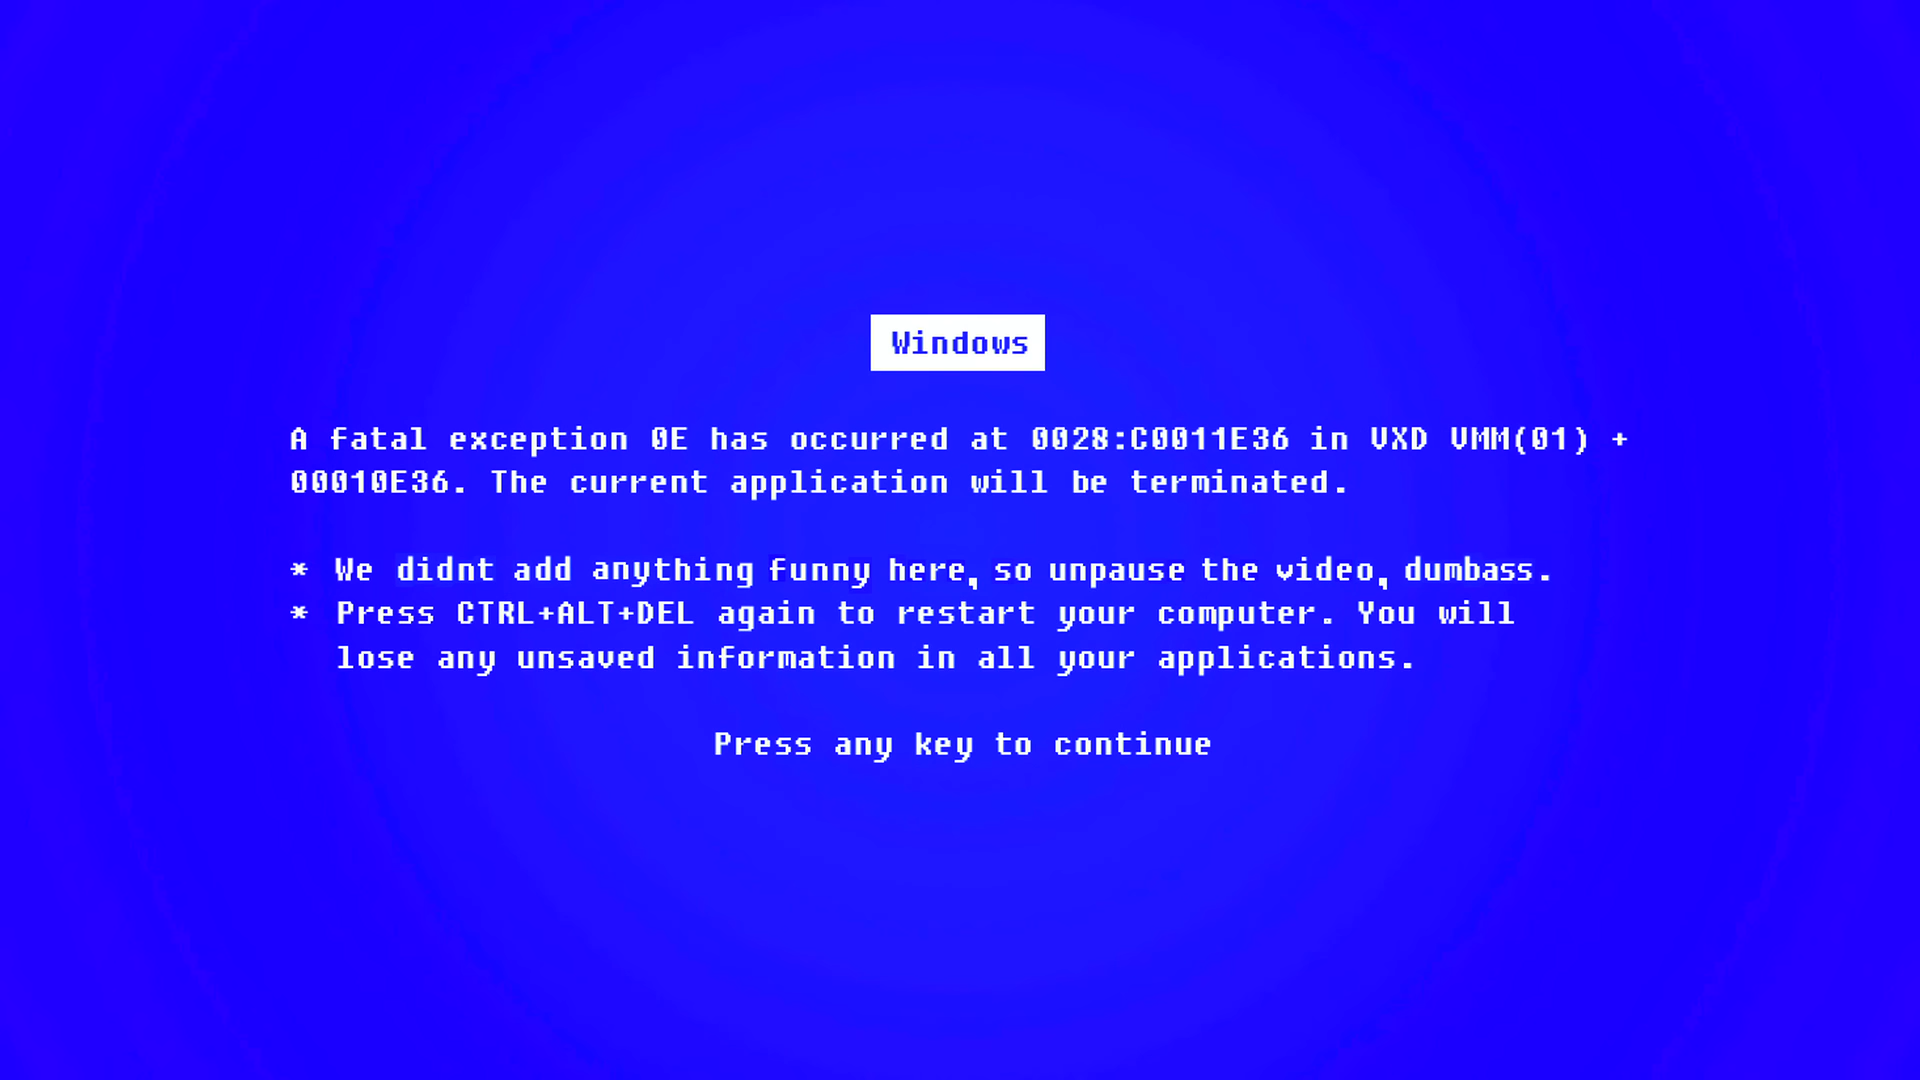 Windows
A fatal exception 0E has occurred at 0028:C0011E36 in VXD VMM(01) +
00010E36. The current application will be terminated.
* We didnt add anything funny here, so unpause the video, dumbass.
* Press CTRL+ALT+DEL again to restart your computer. You will
lose any unsaved information in all your applications.
Press any key to continue